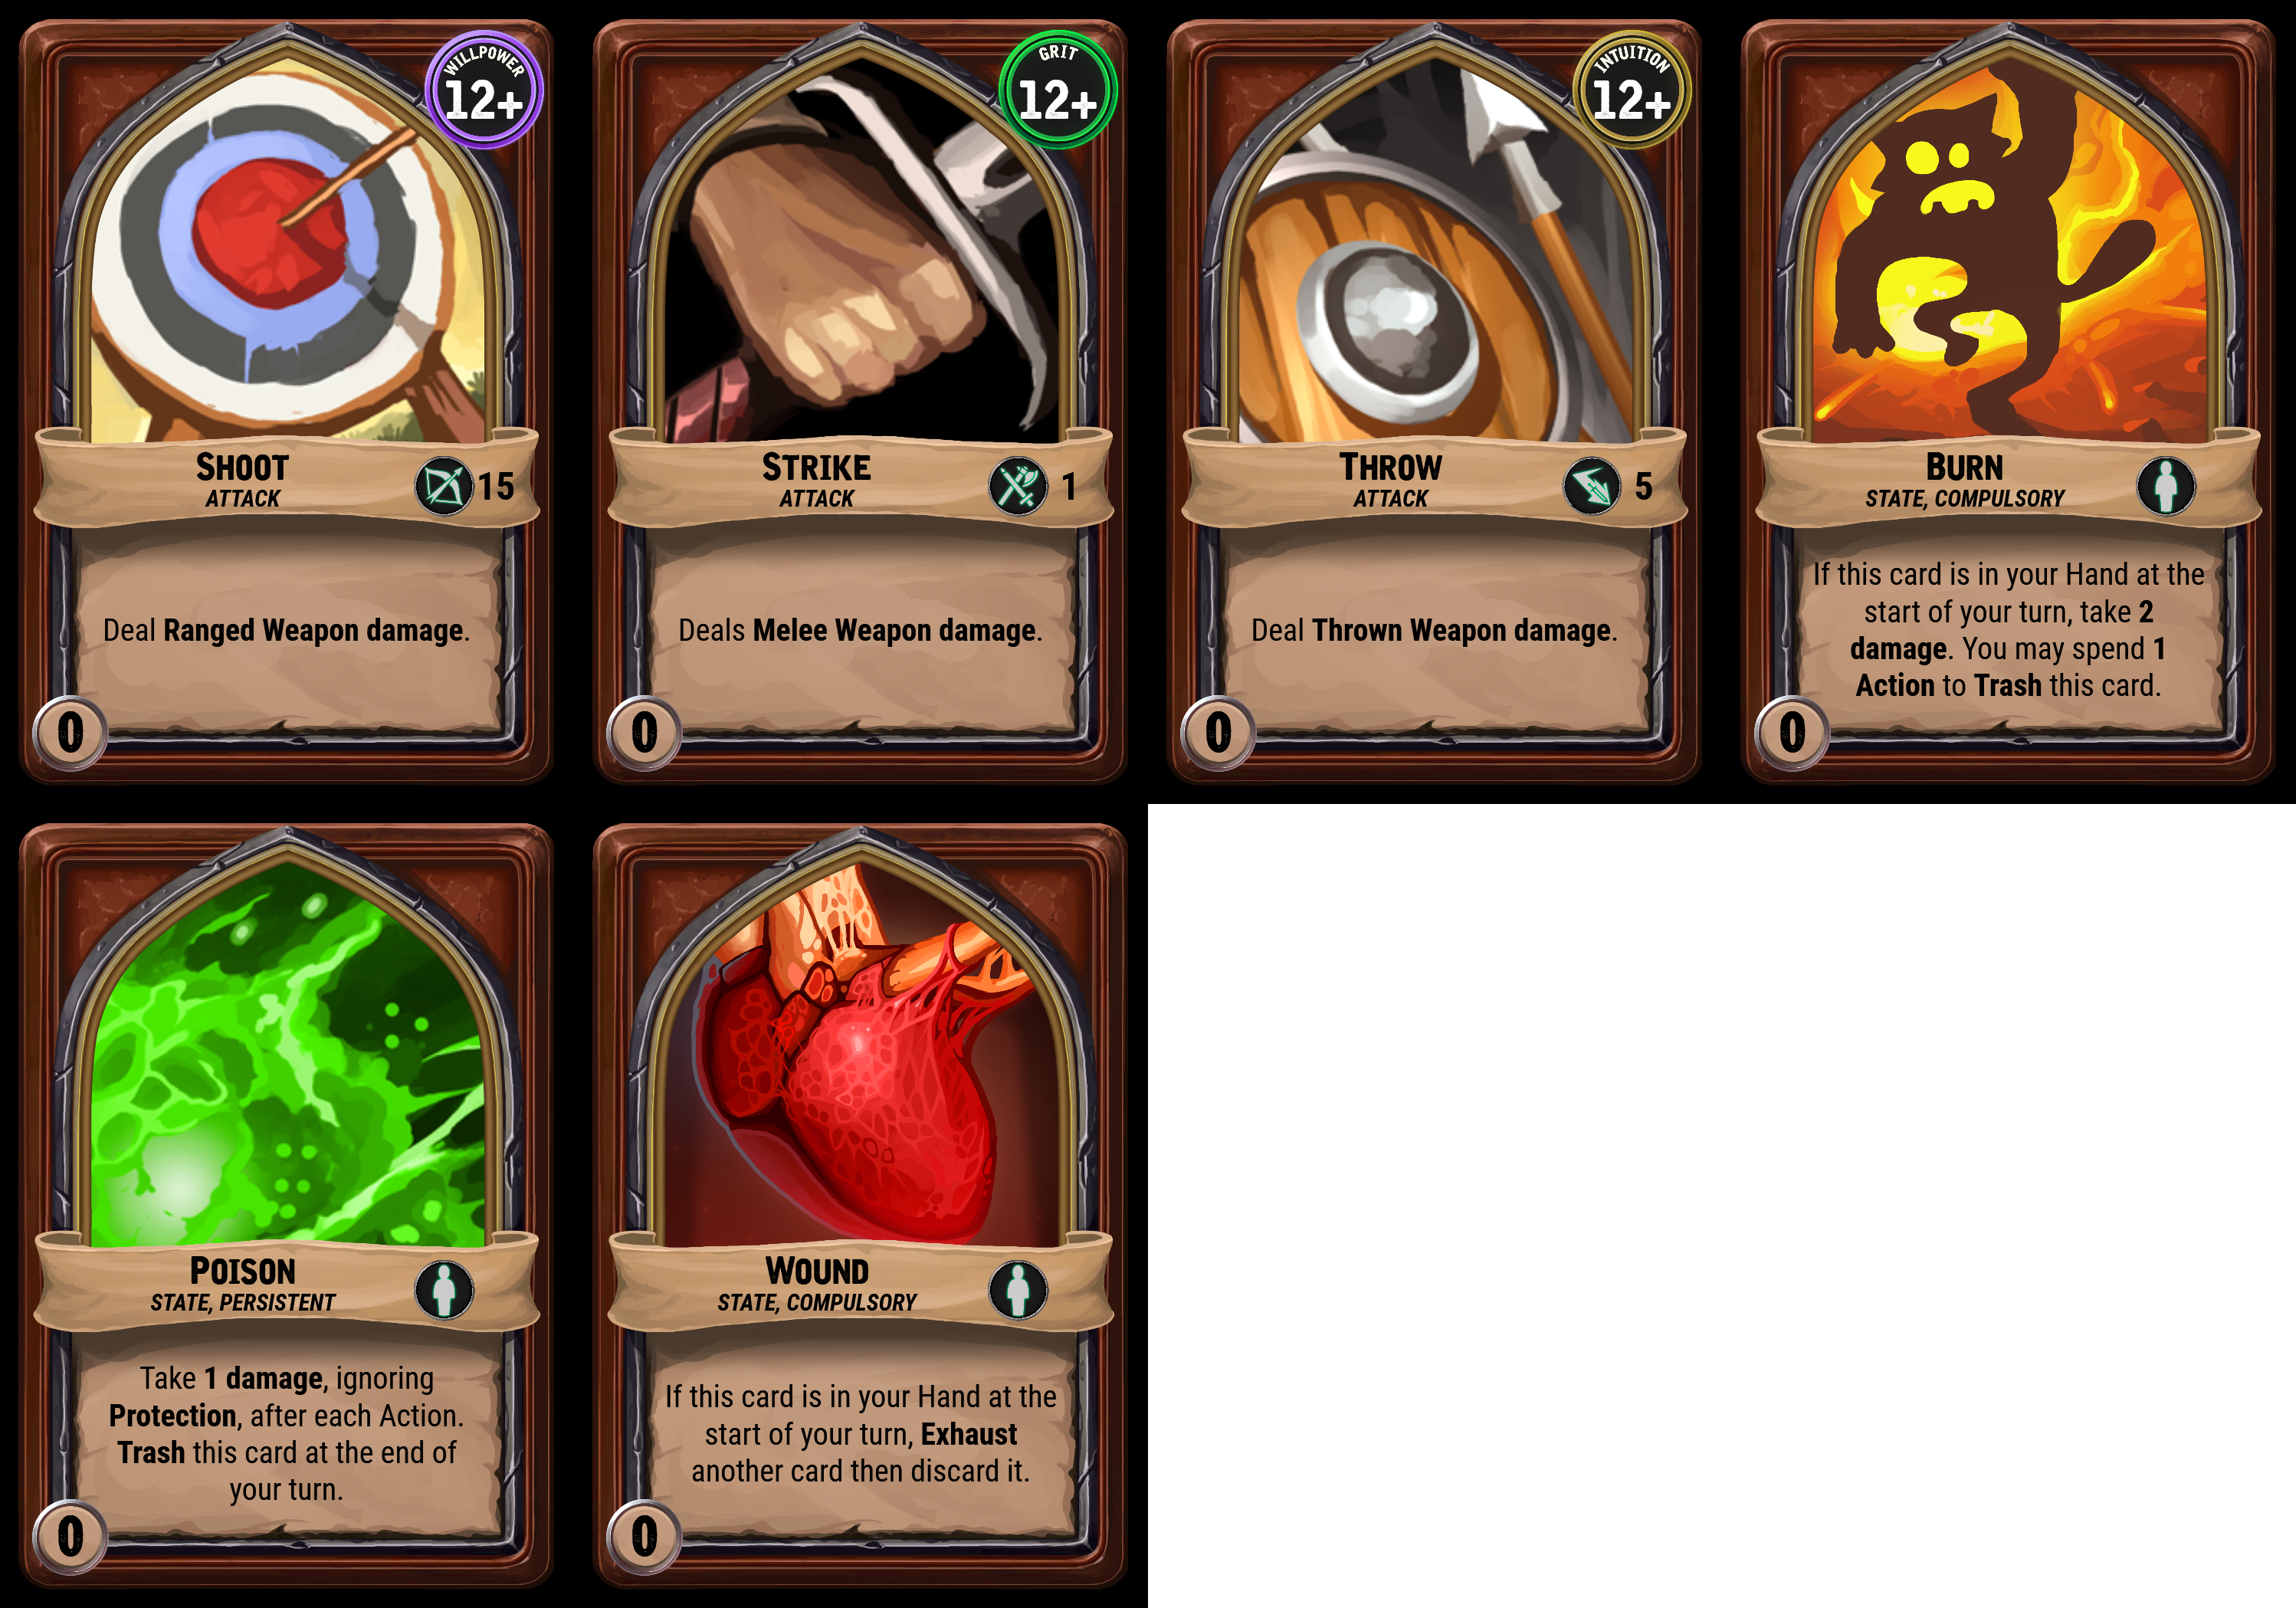 WILLPOWER
12+
SHOOT
ATTACK
15
Deal Ranged Weapon damage.
0
GRIT
12+
STRIKE
ATTACK
1
Deals Melee Weapon damage.
0
INTUITION
12+
THROW
ATTACK
5
Deal Thrown Weapon damage.
0
BURN
STATE, COMPULSORY
If this card is in your Hand at the
start of your turn, take 2
damage. You may spend 1
Action to Trash this card.
0
POISON
STATE, PERSISTENT
Take 1 damage, ignoring
Protection, after each Action.
Trash this card at the end of
your turn.
0
WOUND
STATE, COMPULSORY
If this card is in your Hand at the
start of your turn, Exhaust
another card then discard it.
0